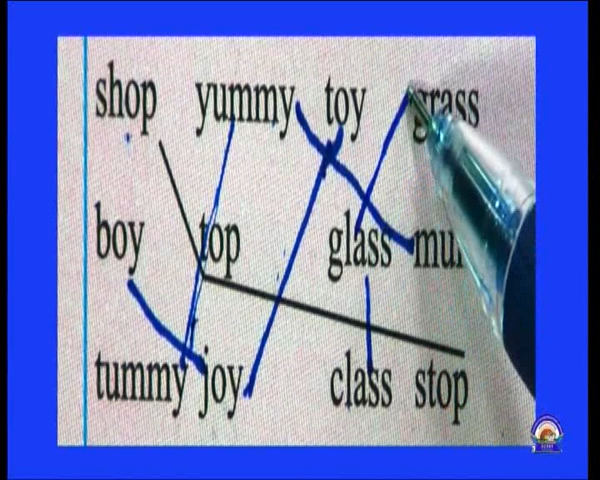 shop yummy toy grass
boy top glass
tummy joy class stop